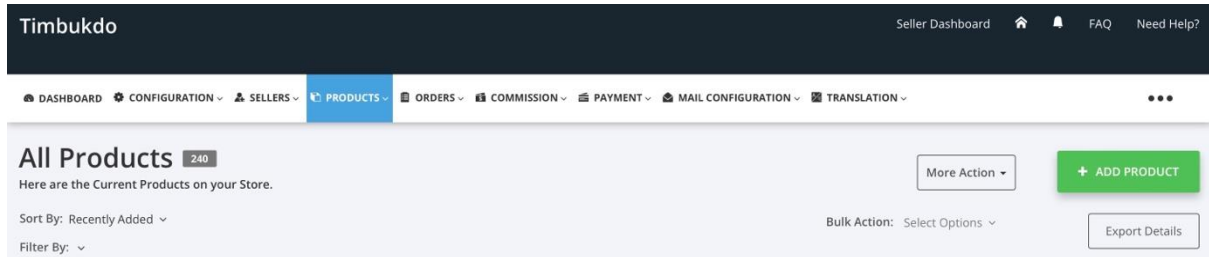 Timbukdo
Seller Dashboard FAQ Need Help?
DASHBOARD CONFIGURATION SELLERS PRODUCTS ORDERS COMMISSION PAYMENT MAIL CONFIGURATION TRANSLATION
All Products 240
Here are the Current Products on your Store.
More Action
+ ADD PRODUCT
Sort By: Recently Added
Bulk Action: Select Options
Export Details
Filter By: